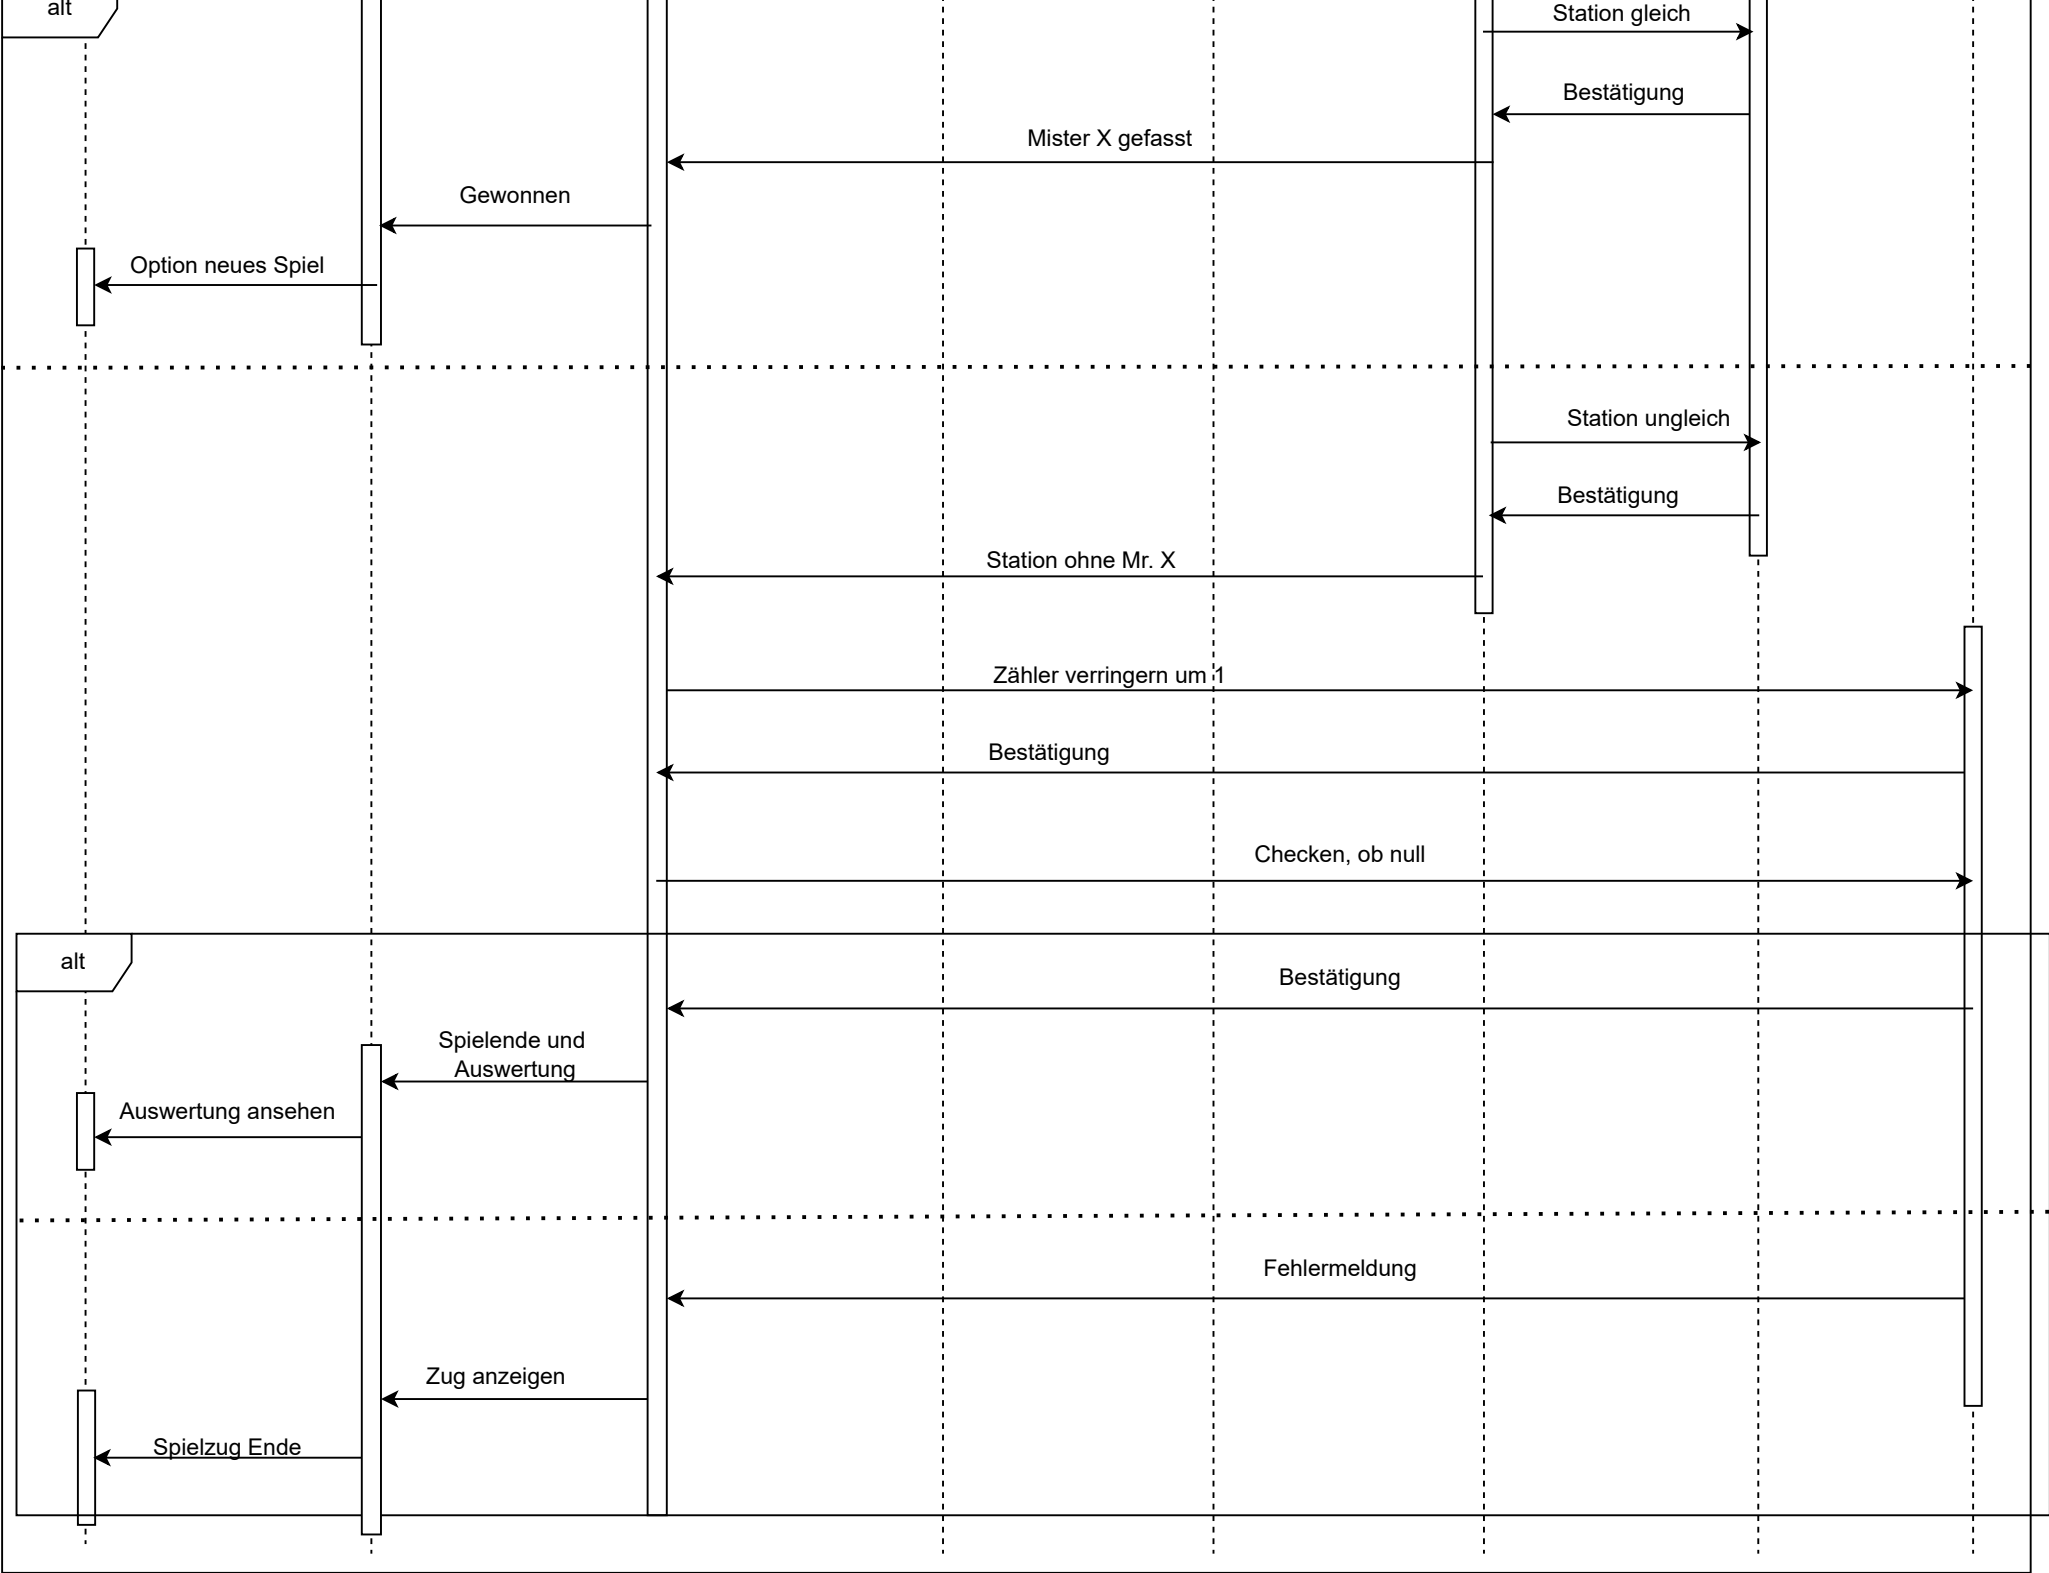 alt
Station gleich
Bestätigung
Mister X gefasst
Gewonnen
Option neues Spiel
Station ungleich
Bestätigung
Station ohne Mr. X
Zähler verringern um 1
Bestätigung
Checken, ob null
alt
Bestätigung
Spielende und
Auswertung
Auswertung ansehen
Fehlermeldung
Zug anzeigen
Spielzug Ende